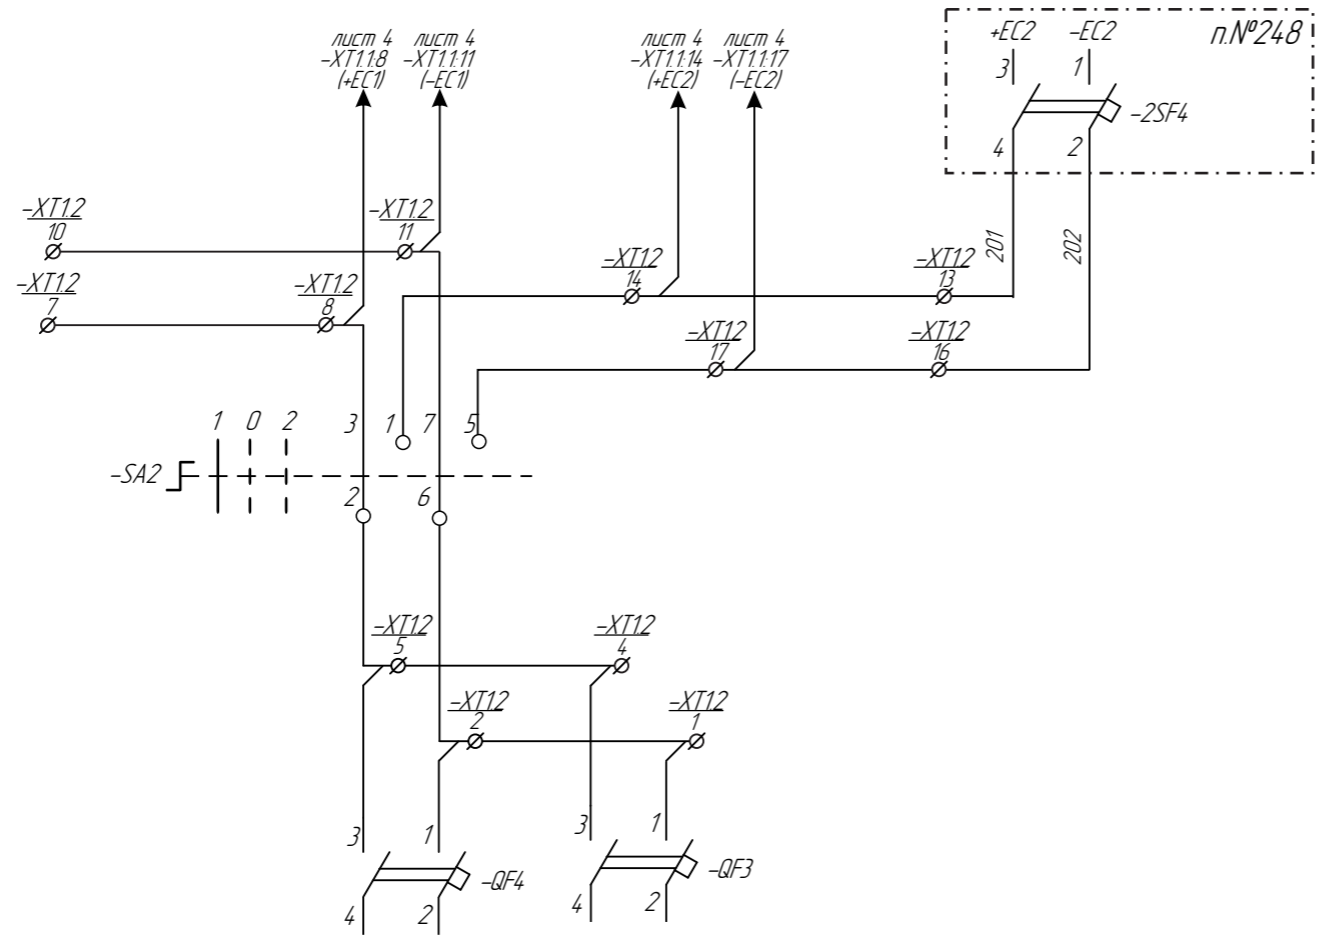 лист 4
-XT1.1:8
(+EC1)
лист 4
-XT1.1:11
(-EC1)
лист 4
-XT1.1:14
(+EC2)
лист 4
-XT1.1:17
(-EC2)
+EC2
-EC2
п.№248
3
1
-2SF4
4
2
-XT1.2
10
-XT1.2
11
201
202
-XT1.2
14
-XT1.2
13
-XT1.2
7
-XT1.2
8
-XT1.2
17
-XT1.2
16
1
0
2
3
1
7
5
-SA2
2
6
-XT1.2
5
-XT1.2
4
-XT1.2
2
-XT1.2
1
3
1
3
1
-QF4
-QF3
4
2
4
2